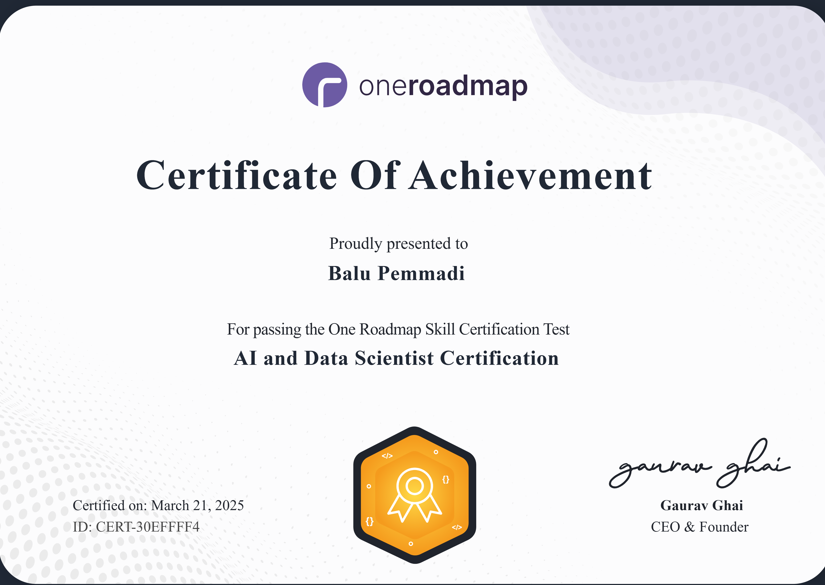 oneroadmap
Certificate Of Achievement
Proudly presented to
Balu Pemmadi
For passing the One Roadmap Skill Certification Test
AI and Data Scientist Certification
</>
{}
{}
</>
gaurav ghai
Certified on: March 21, 2025
ID: CERT-30EFFFF4
Gaurav Ghai
CEO & Founder